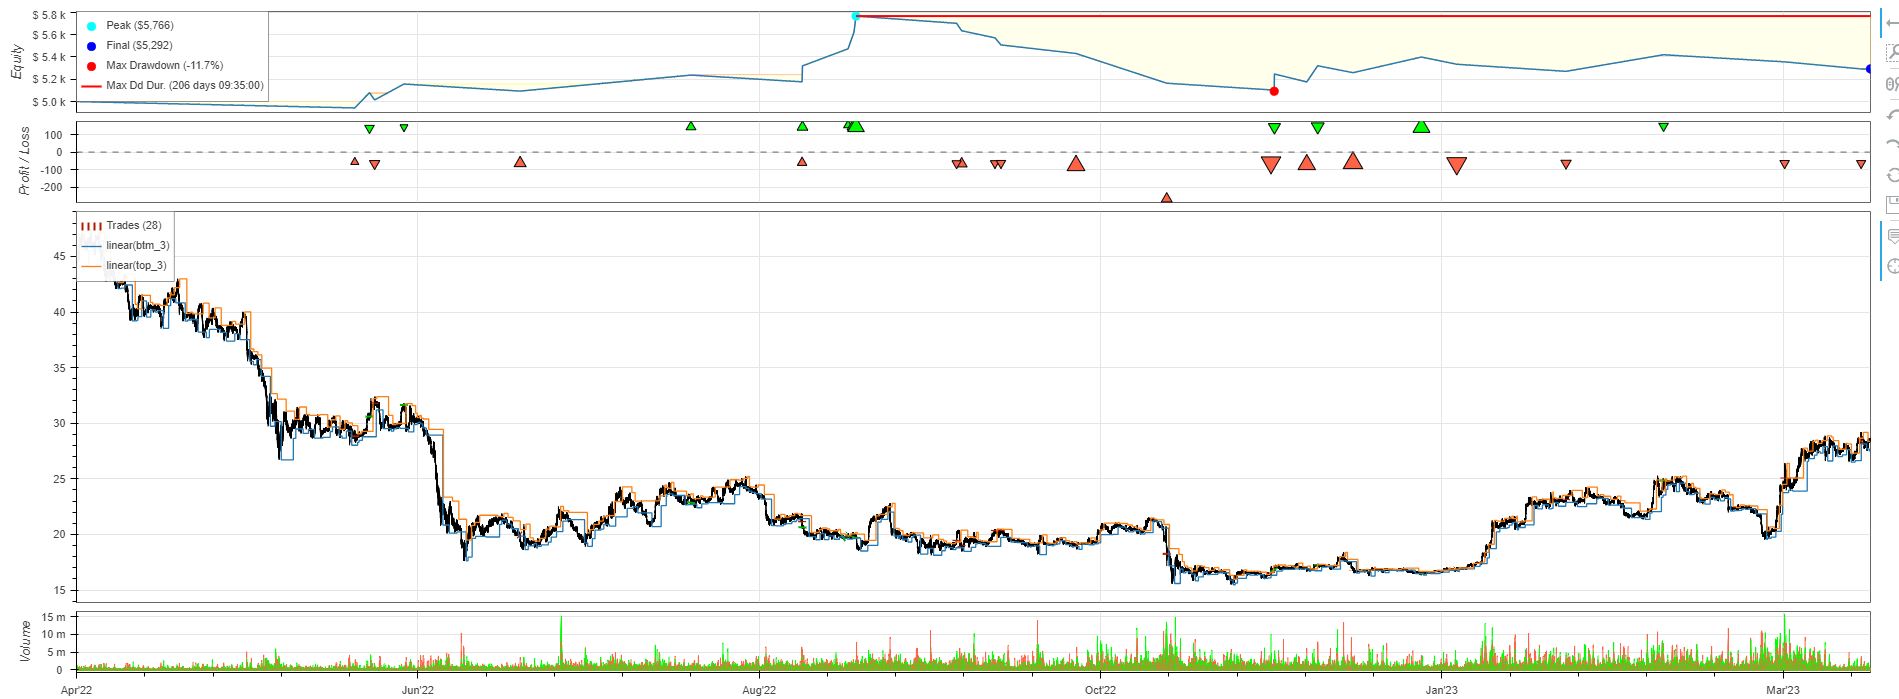 $ 5.8 k
$ 5.6 k
$ 5.4 k
$ 5.2 k
$ 5.0 k
Equity
Peak ($5,766)
Final ($5,292)
Max Drawdown (-11.7%)
Max Dd Dur. (206 days 09:35:00)
100
0
-100
-200
Profit / Loss
Trades (28)
linear(btm_3)
linear(top_3)
45
40
35
30
25
20
15
15 m
10 m
5 m
0
Volume
Apr'22
Jun'22
Aug'22
Oct'22
Jan'23
Mar'23